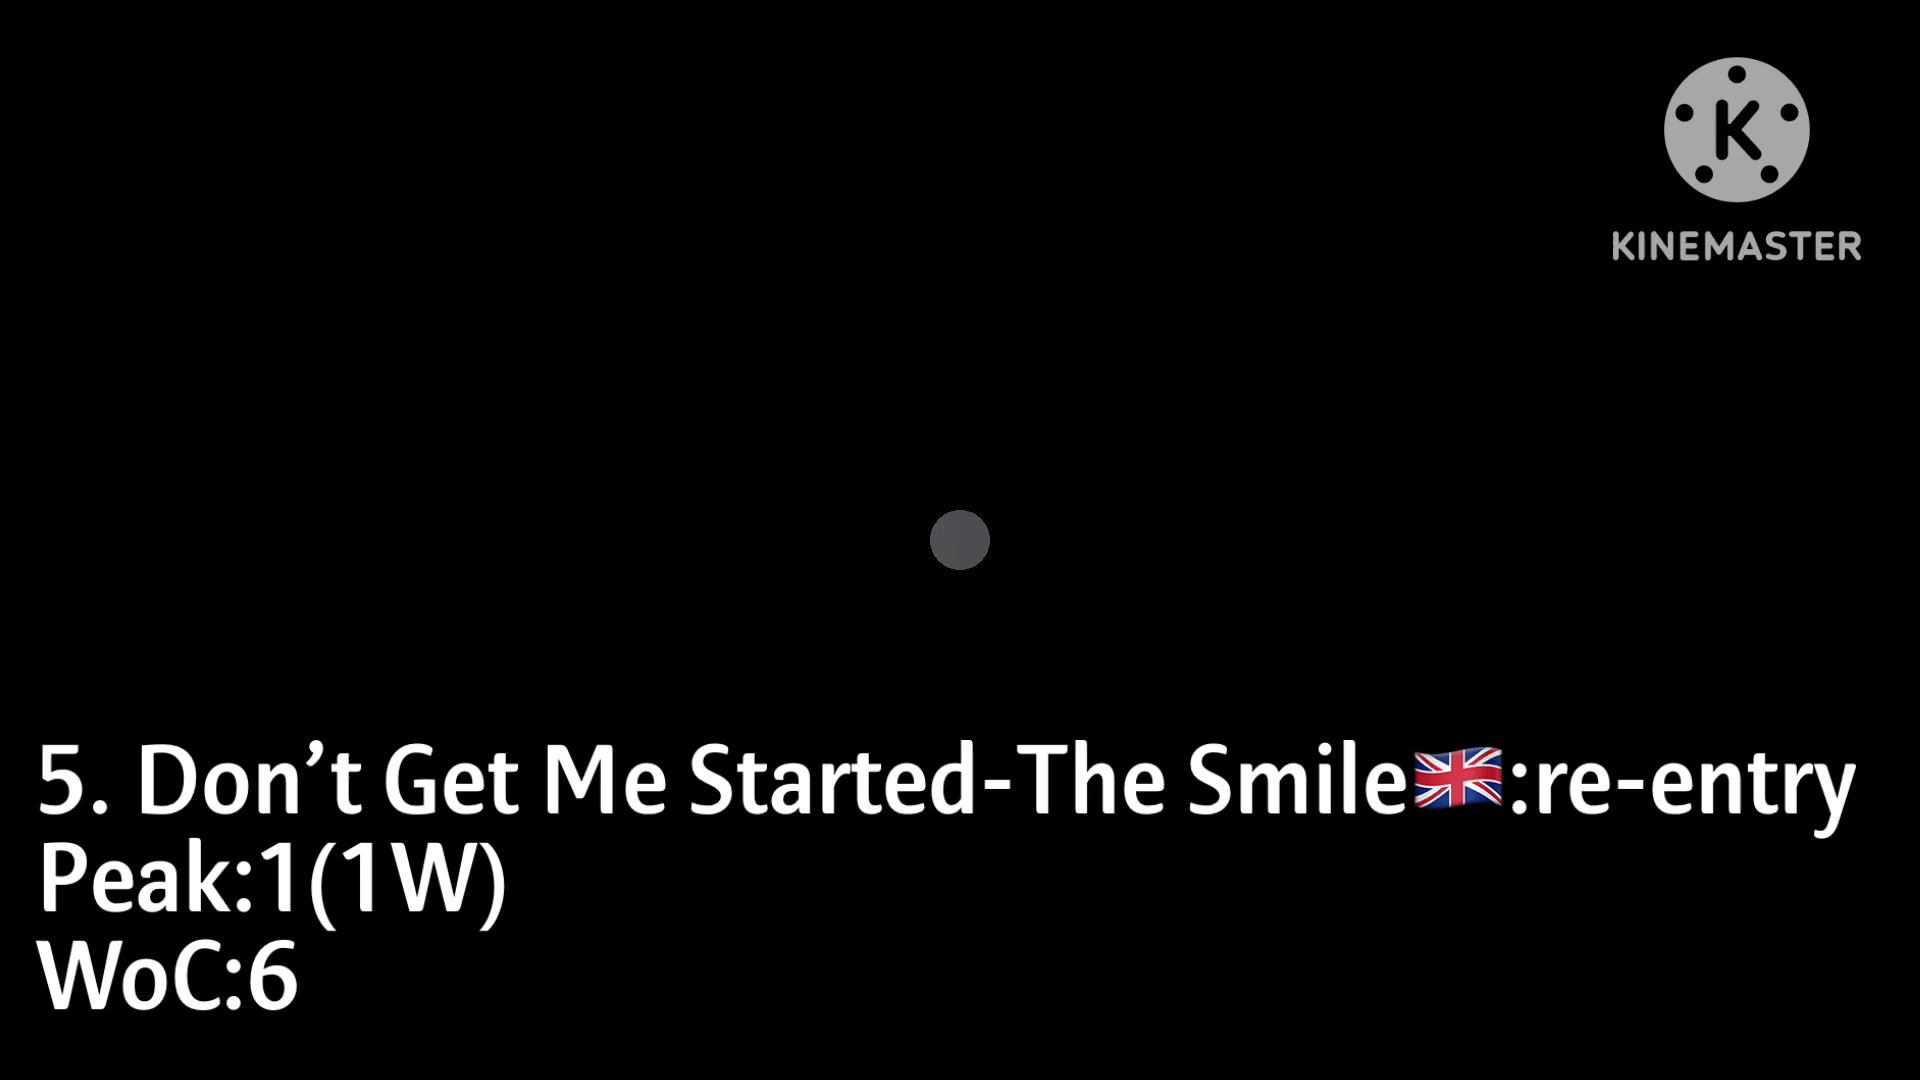 K
KINEMASTER
5. Don’t Get Me Started-The Smile🇬🇧:re-entry
Peak:1(1W)
WoC:6